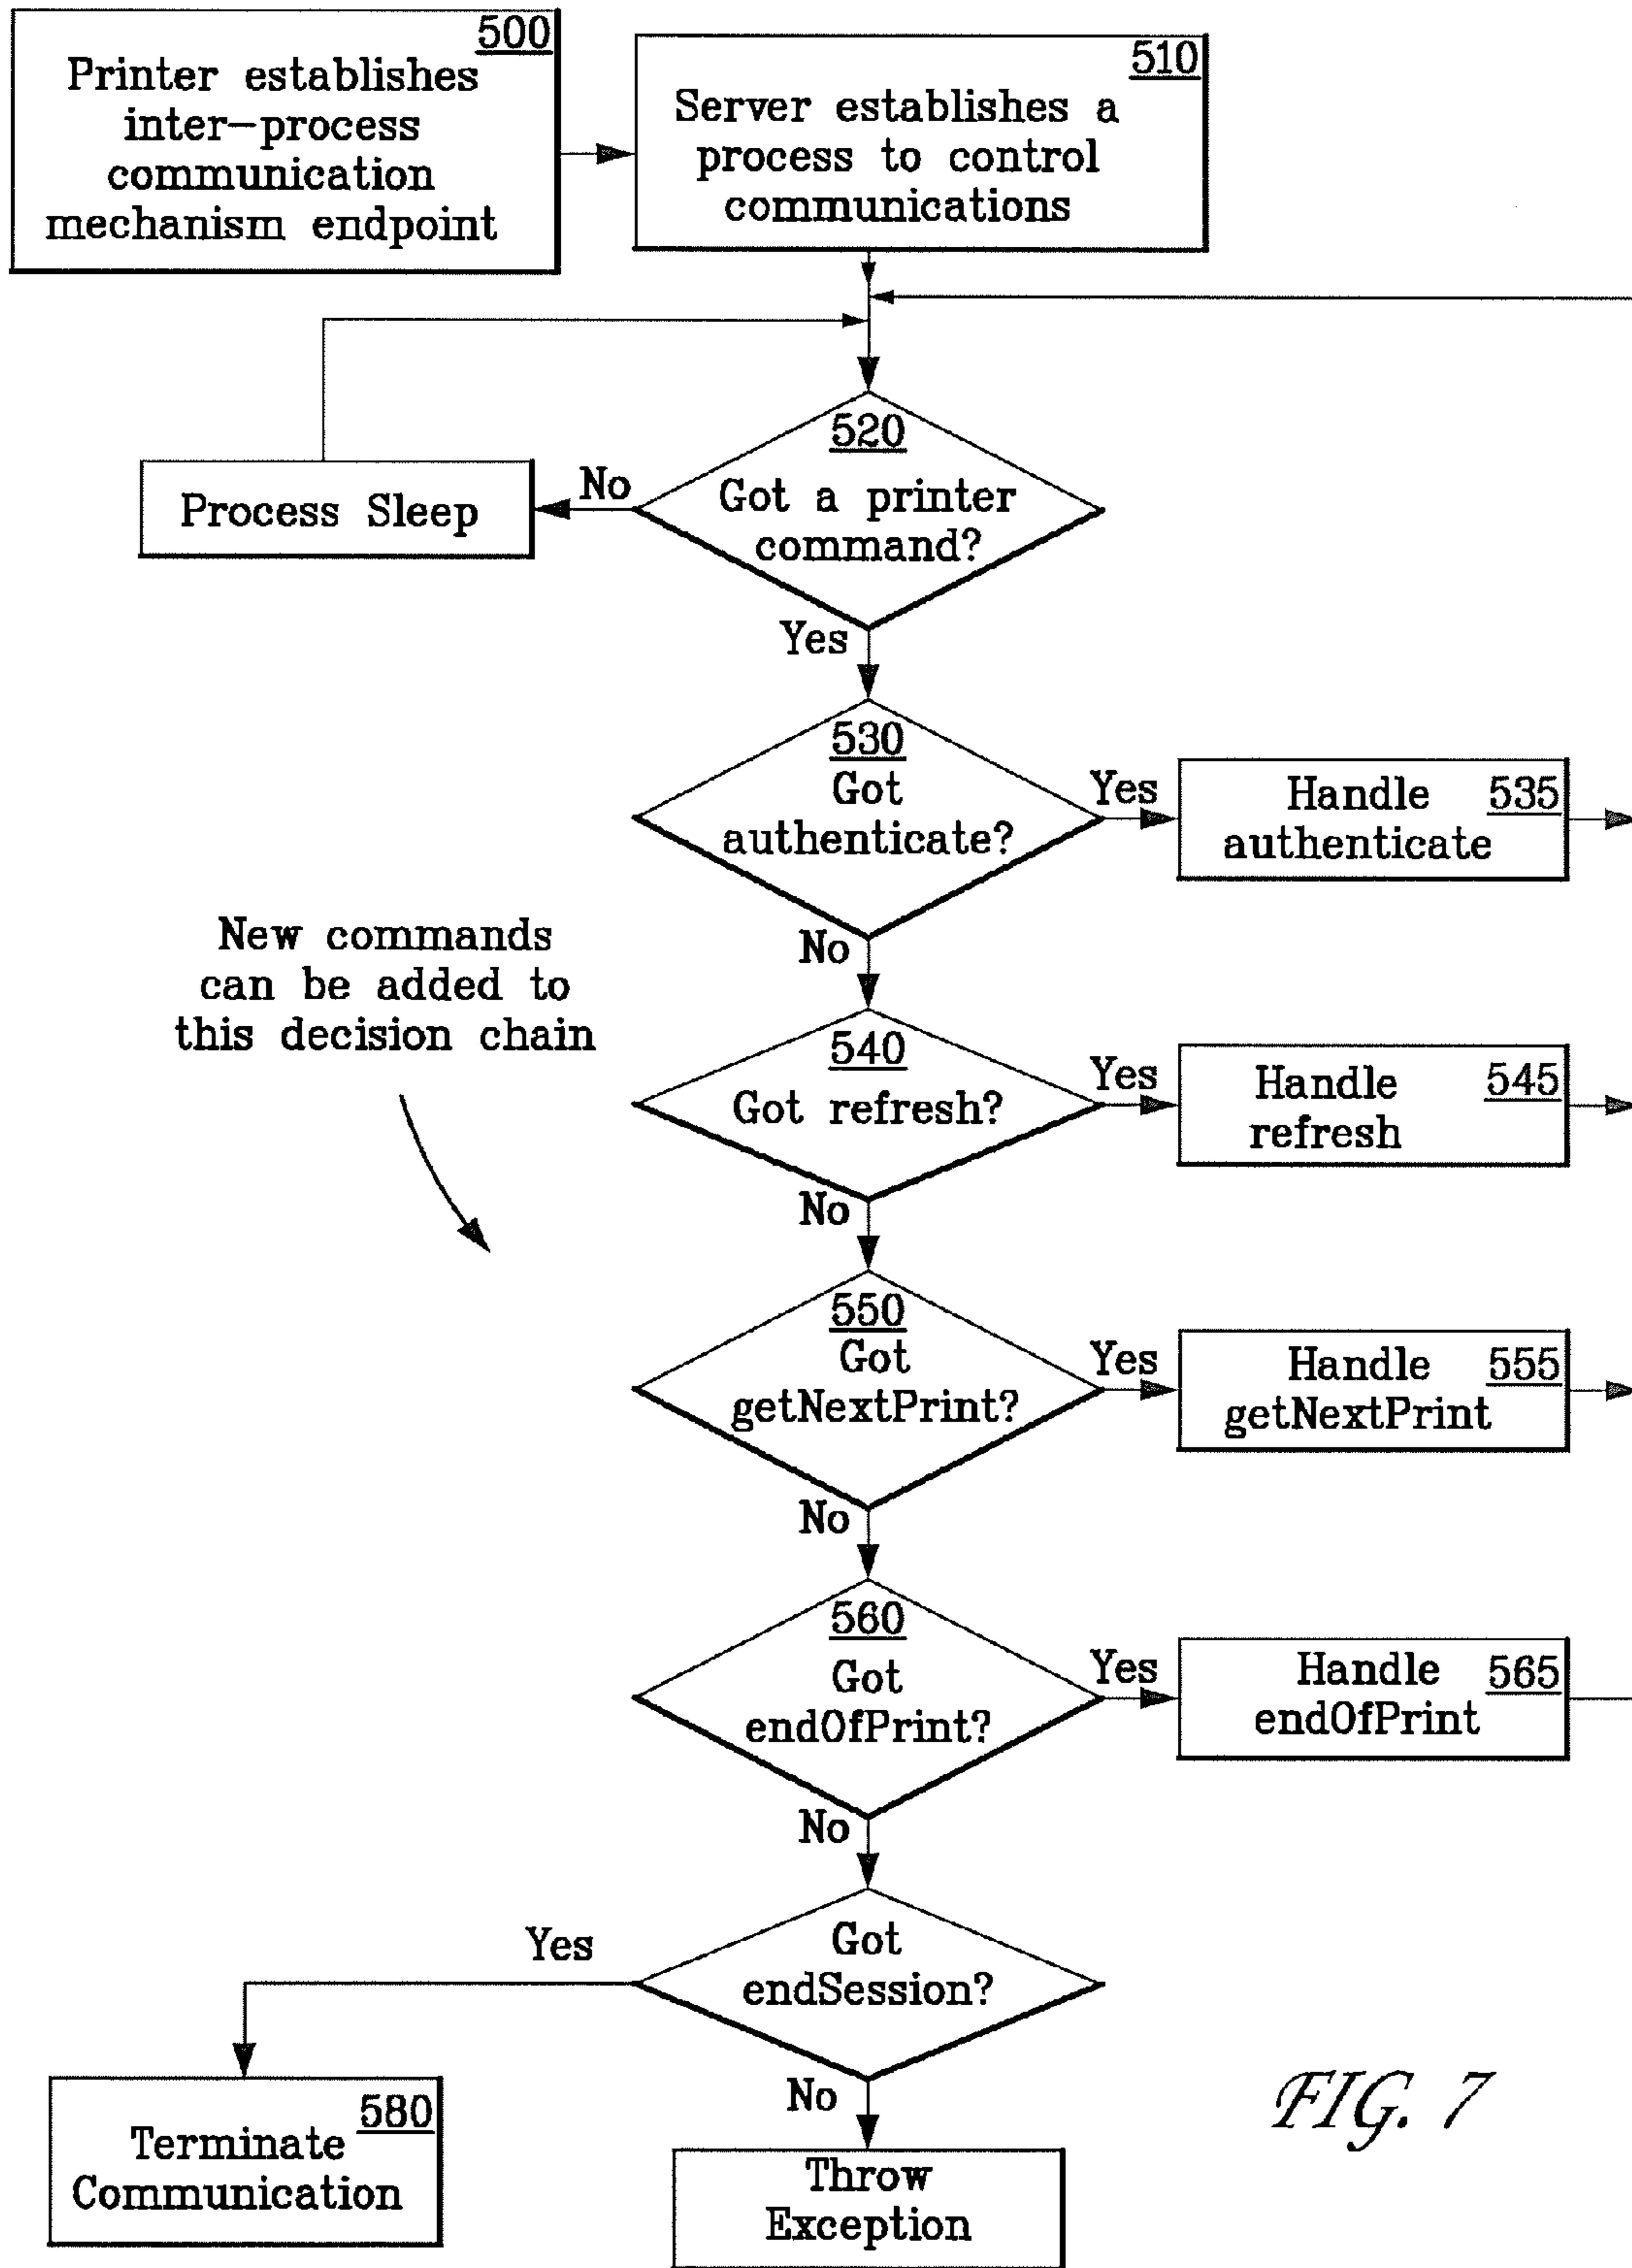 500
Printer establishes
inter-process
communication
mechanism endpoint
510
Server establishes a
process to control
communications
520
Got a printer
command?
No
Process Sleep
Yes
530
Got
authenticate?
Yes
Handle 535
authenticate
No
New commands
can be added to
this decision chain
540
Got refresh?
Yes
Handle 545
refresh
No
550
Got
getNextPrint?
Yes
Handle 555
getNextPrint
No
560
Got
endOfPrint?
Yes
Handle 565
endOfPrint
No
Got
endSession?
Yes
580
Terminate
Communication
No
Throw
Exception
FIG. 7